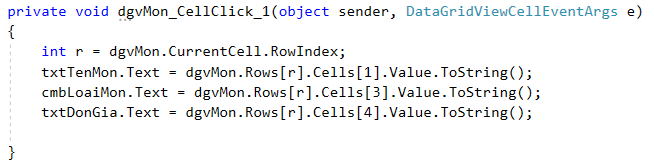 private void dgvMon_CellClick_1(object sender, DataGridViewCellEventArgs e)
{
    int r = dgvMon.CurrentCell.RowIndex;
    txtTenMon.Text = dgvMon.Rows[r].Cells[1].Value.ToString();
    cmbLoaiMon.Text = dgvMon.Rows[r].Cells[3].Value.ToString();
    txtDonGia.Text = dgvMon.Rows[r].Cells[4].Value.ToString();
}